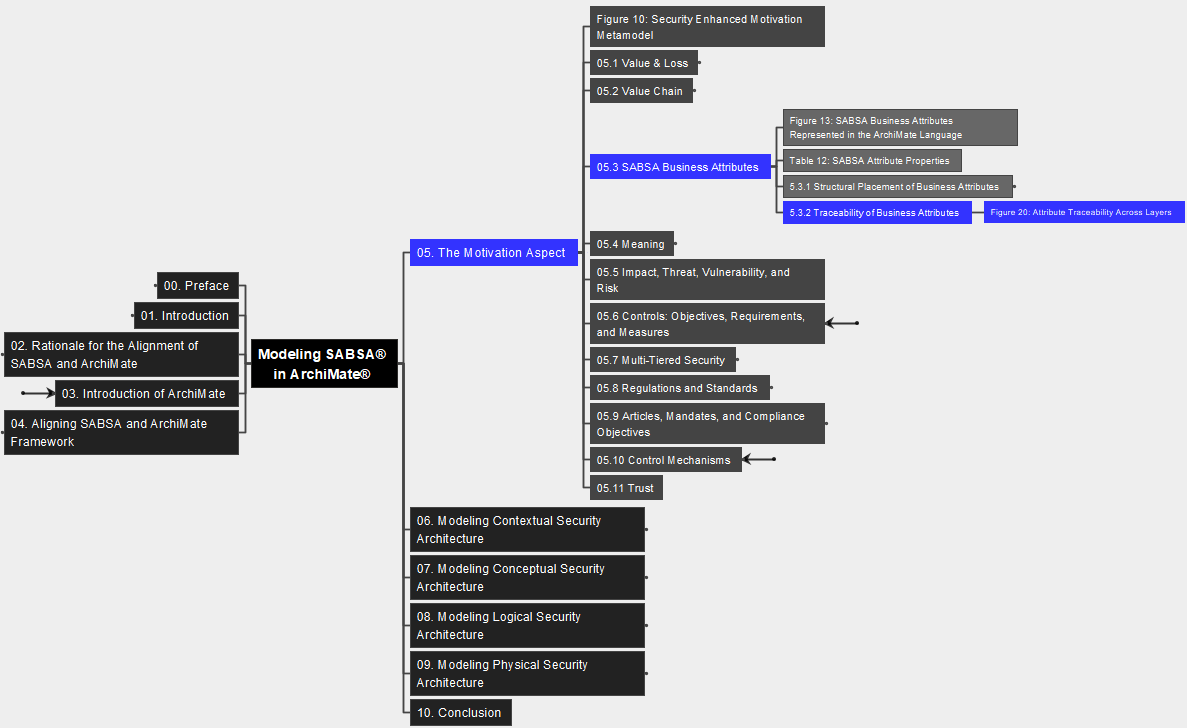 Modeling SABSA®
in ArchiMate®
00. Preface
01. Introduction
02. Rationale for the Alignment of
SABSA and ArchiMate
03. Introduction of ArchiMate
04. Aligning SABSA and ArchiMate
Framework
05. The Motivation Aspect
Figure 10: Security Enhanced Motivation
Metamodel
05.1 Value & Loss
05.2 Value Chain
05.3 SABSA Business Attributes
Figure 13: SABSA Business Attributes
Represented in the ArchiMate Language
Table 12: SABSA Attribute Properties
5.3.1 Structural Placement of Business Attributes
5.3.2 Traceability of Business Attributes
Figure 20: Attribute Traceability Across Layers
05.4 Meaning
05.5 Impact, Threat, Vulnerability, and
Risk
05.6 Controls: Objectives, Requirements,
and Measures
05.7 Multi-Tiered Security
05.8 Regulations and Standards
05.9 Articles, Mandates, and Compliance
Objectives
05.10 Control Mechanisms
05.11 Trust
06. Modeling Contextual Security
Architecture
07. Modeling Conceptual Security
Architecture
08. Modeling Logical Security
Architecture
09. Modeling Physical Security
Architecture
10. Conclusion